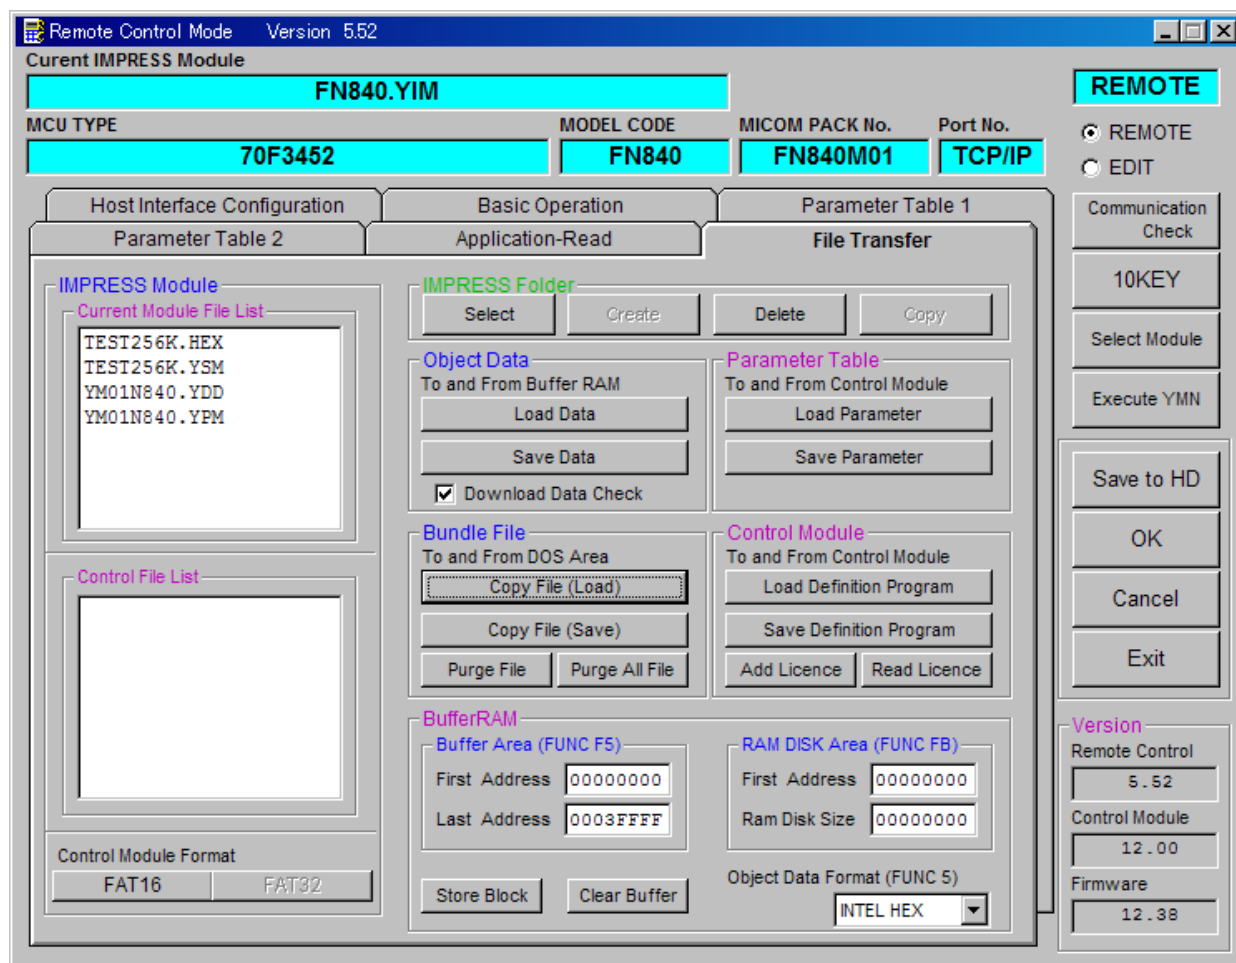 Remote Control Mode Version 5.52
Curent IMPRESS Module
FN840.YIM
REMOTE
MCU TYPE
MODEL CODE
MICOM PACK No.
Port No.
70F3452
FN840
FN840M01
TCP/IP
REMOTE
EDIT
Host Interface Configuration
Basic Operation
Parameter Table 1
Parameter Table 2
Application-Read
File Transfer
IMPRESS Module
Current Module File List
TEST256K.HEX
TEST256K.YSM
YM01N840.YDD
YM01N840.YPM
Control File List
Control Module Format
FAT16
FAT32
IMPRESS Folder
Select
Create
Delete
Copy
Object Data
To and From Buffer RAM
Load Data
Save Data
Download Data Check
Parameter Table
To and From Control Module
Load Parameter
Save Parameter
Bundle File
To and From DOS Area
Copy File (Load)
Copy File (Save)
Purge File
Purge All File
Control Module
To and From Control Module
Load Definition Program
Save Definition Program
Add Licence
Read Licence
BufferRAM
Buffer Area (FUNC F5)
First Address 00000000
Last Address 0003FFFF
RAM DISK Area (FUNC FB)
First Address 00000000
Ram Disk Size 00000000
Store Block
Clear Buffer
Object Data Format (FUNC 5)
INTEL HEX
Communication
Check
10KEY
Select Module
Execute YMN
Save to HD
OK
Cancel
Exit
Version
Remote Control
5.52
Control Module
12.00
Firmware
12.38